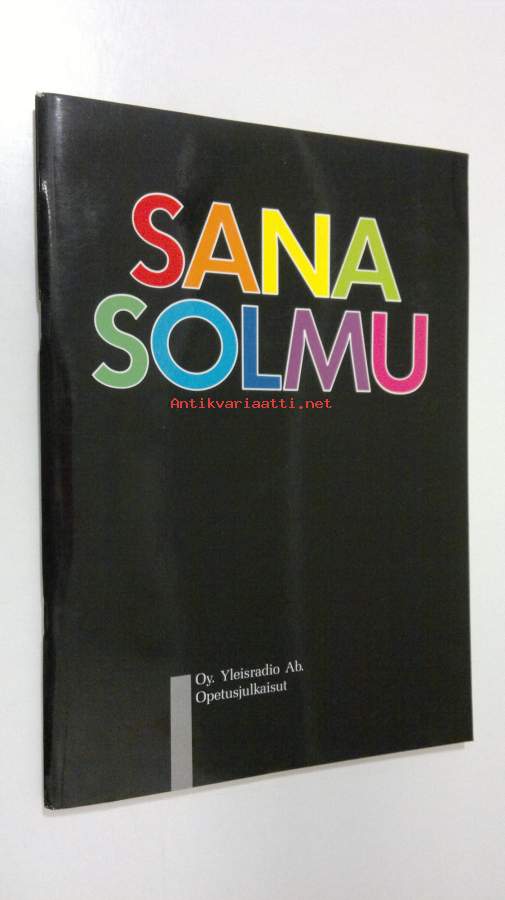 SANA
SOLMU
Antikvariaatti.net
Oy. Yleisradio Ab.
Opetusjulkaisut